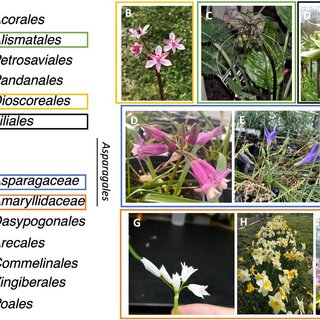 Acorales
Alismatales
Petrosaviales
Pandanales
Dioscoreales
Liliales
Asparagales
Asparagaceae
Amaryllidaceae
Dasypogonales
Arecales
Commelinales
Zingiberales
Poales
B
C
D
E
G
H